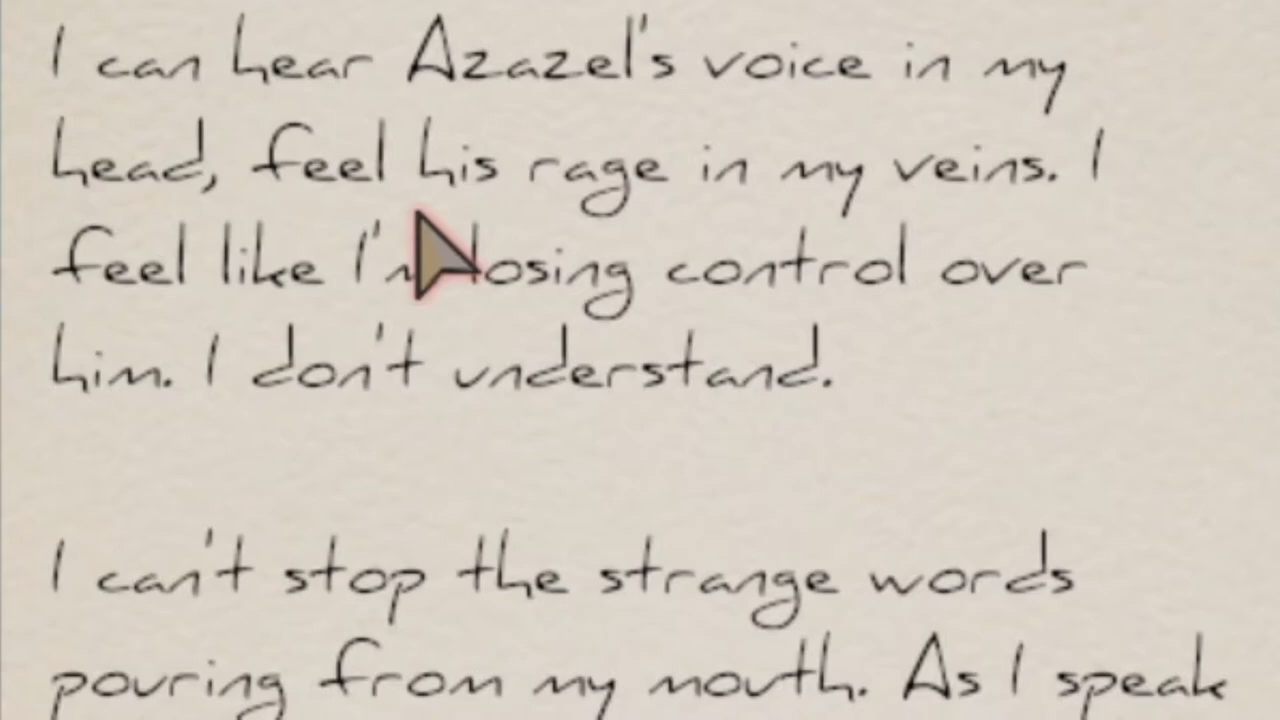 I can hear Azazel's voice in my
head, feel his rage in my veins. I
feel like I'm losing control over
him. I don't understand.
I can't stop the strange words
pouring from my mouth. As I speak